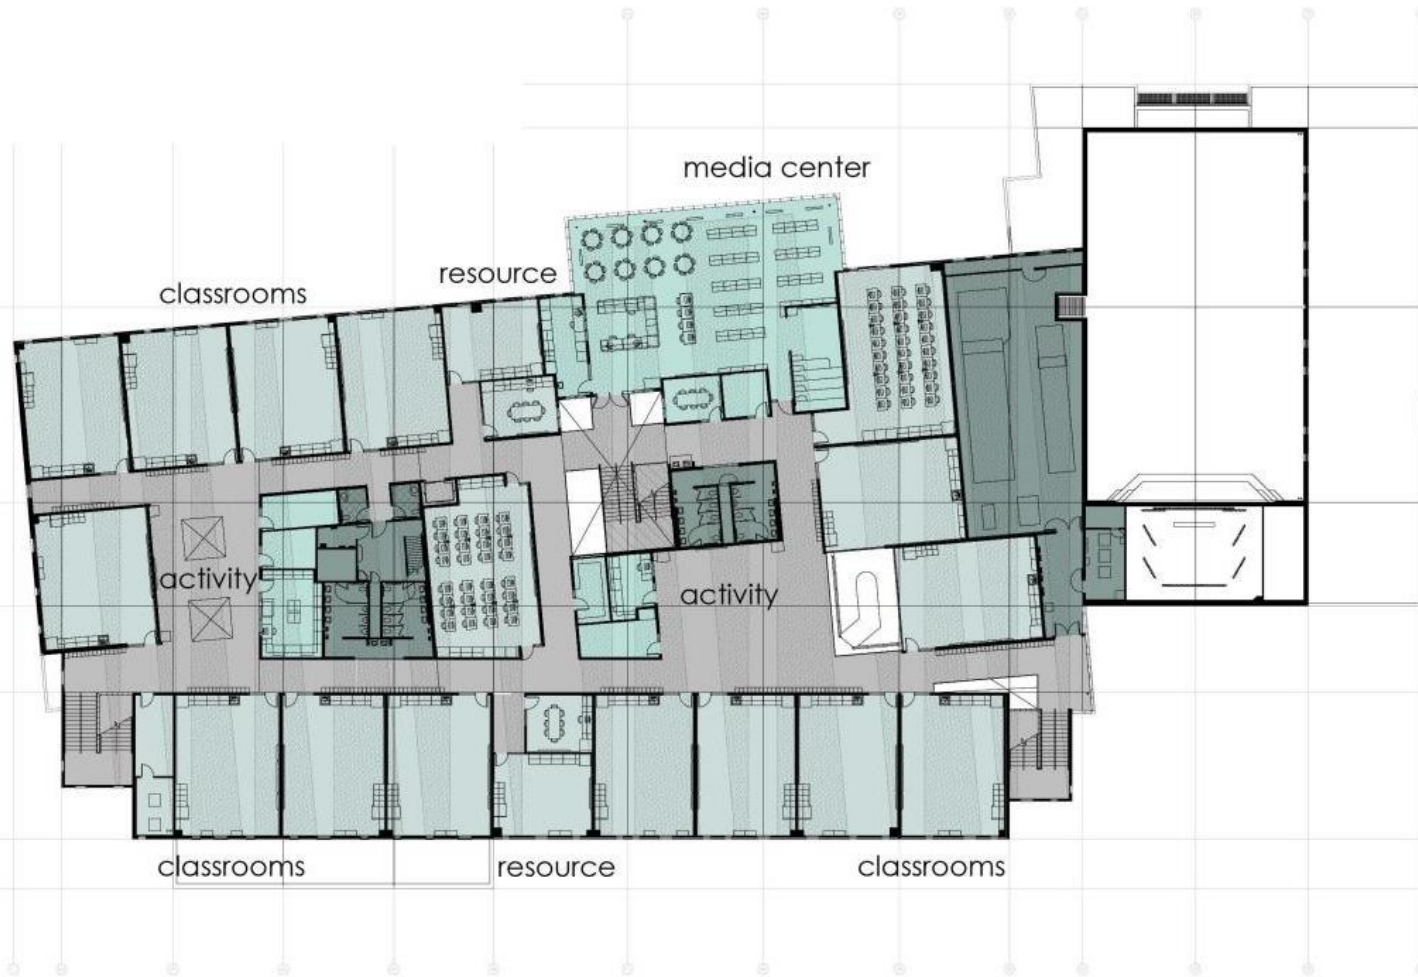 media center
resource
classrooms
activity
activity
classrooms
resource
classrooms